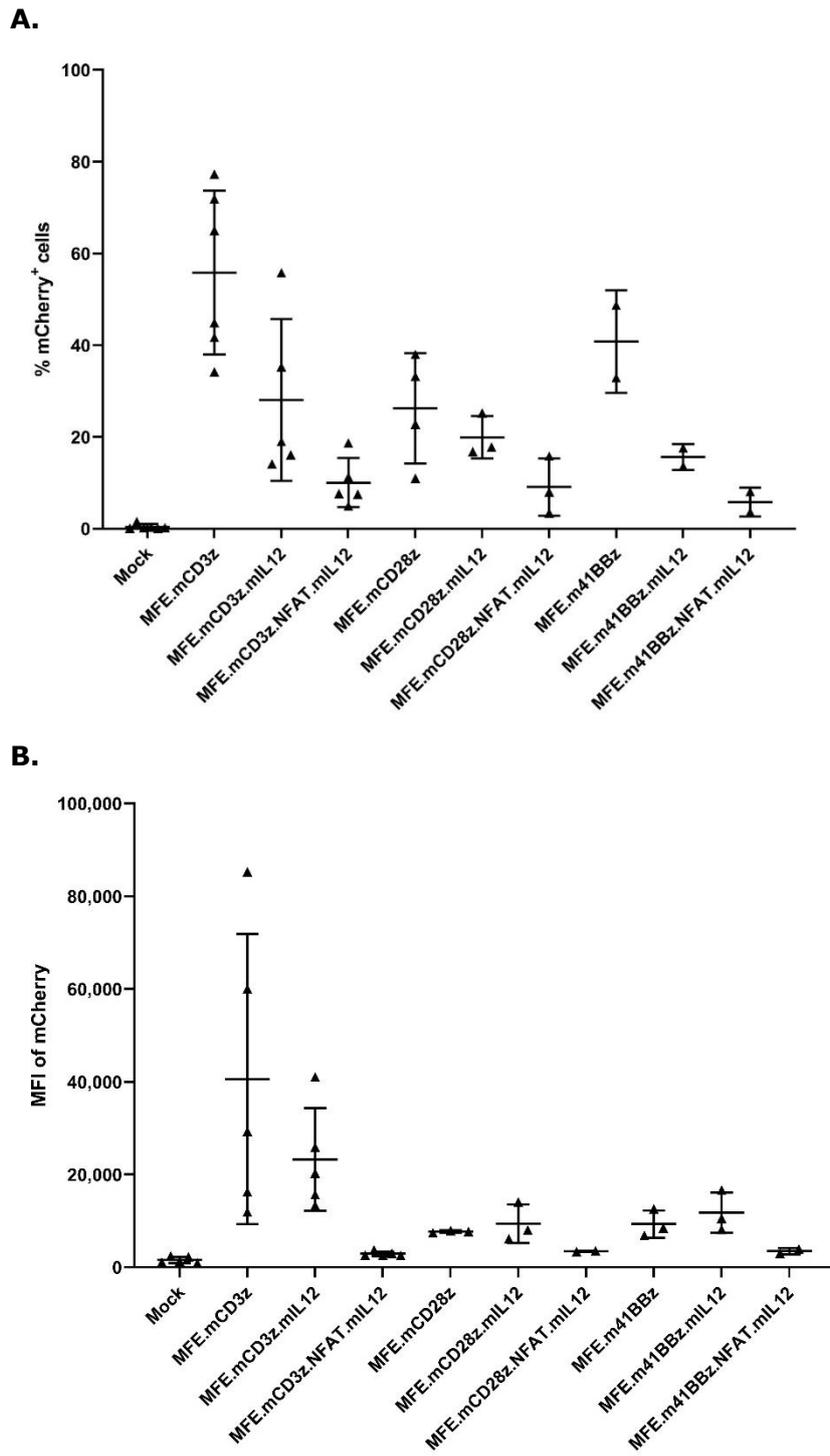 A.
100
80
60
40
20
0
% mCherry+ cells
Mock
MFE.mCD3z
MFE.mCD3z.mIL12
MFE.mCD3z.NFAT.mIL12
MFE.mCD28z
MFE.mCD28z.mIL12
MFE.mCD28z.NFAT.mIL12
MFE.m41BBz
MFE.m41BBz.mIL12
MFE.m41BBz.NFAT.mIL12
B.
100,000
80,000
60,000
40,000
20,000
0
MFI of mCherry
Mock
MFE.mCD3z
MFE.mCD3z.mIL12
MFE.mCD3z.NFAT.mIL12
MFE.mCD28z
MFE.mCD28z.mIL12
MFE.mCD28z.NFAT.mIL12
MFE.m41BBz
MFE.m41BBz.mIL12
MFE.m41BBz.NFAT.mIL12